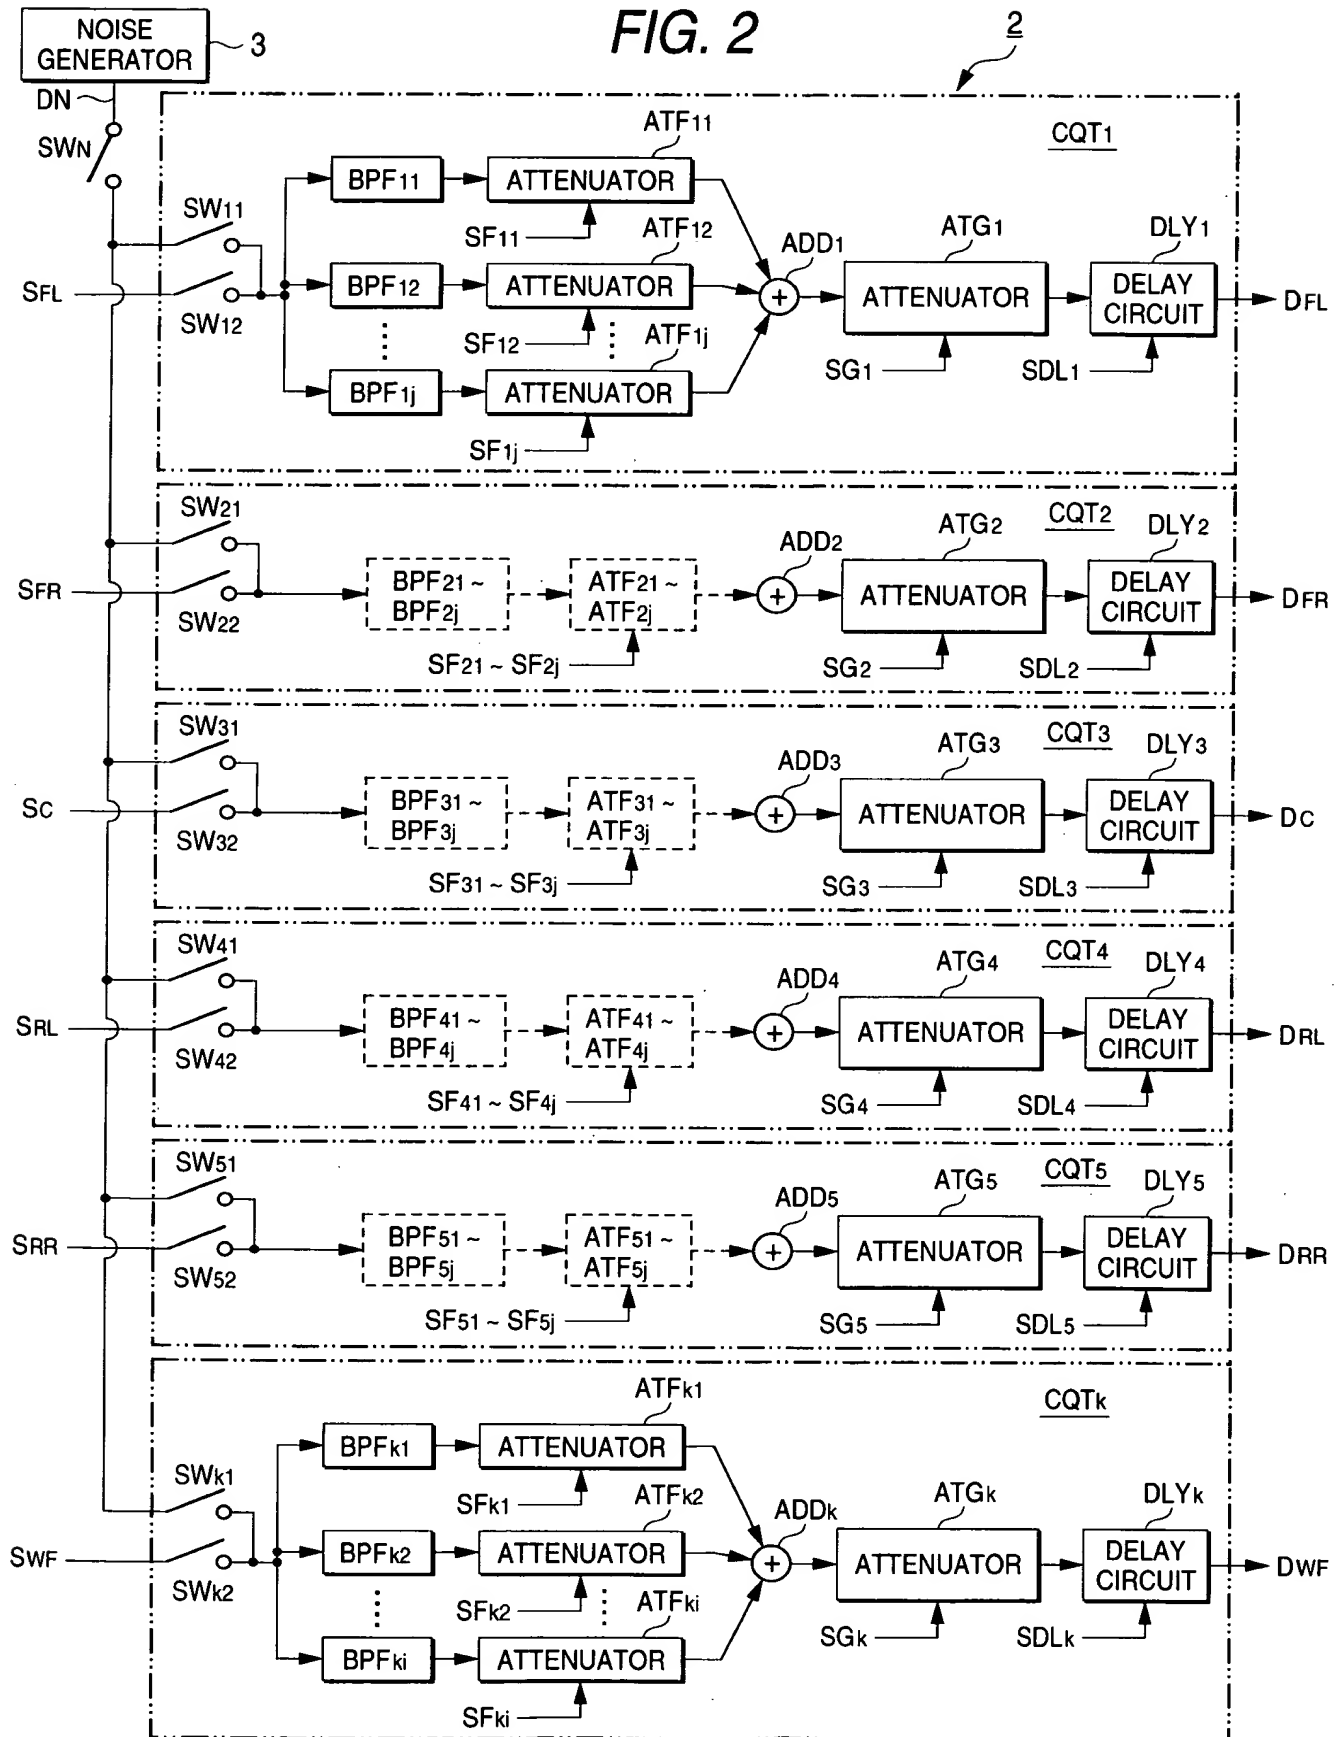 FIG. 2
NOISE
GENERATOR
3
2
DN
SWN
CQT1
ATF11
BPF11
ATTENUATOR
SW11
SF11
ATF12
ADD1
ATG1
DLY1
SFL
BPF12
ATTENUATOR
+
ATTENUATOR
DELAY
CIRCUIT
DFL
SW12
SF12
ATF1j
SG1
SDL1
BPF1j
ATTENUATOR
SF1j
SW21
CQT2
ATG2
DLY2
ADD2
SFR
BPF21 ~
BPF2j
ATF21 ~
ATF2j
+
ATTENUATOR
DELAY
CIRCUIT
DFR
SW22
SF21 ~ SF2j
SG2
SDL2
SW31
CQT3
ATG3
DLY3
ADD3
SC
BPF31 ~
BPF3j
ATF31 ~
ATF3j
+
ATTENUATOR
DELAY
CIRCUIT
DC
SW32
SF31 ~ SF3j
SG3
SDL3
SW41
CQT4
ATG4
DLY4
ADD4
SRL
BPF41 ~
BPF4j
ATF41 ~
ATF4j
+
ATTENUATOR
DELAY
CIRCUIT
DRL
SW42
SF41 ~ SF4j
SG4
SDL4
SW51
CQT5
ATG5
DLY5
ADD5
SRR
BPF51 ~
BPF5j
ATF51 ~
ATF5j
+
ATTENUATOR
DELAY
CIRCUIT
DRR
SW52
SF51 ~ SF5j
SG5
SDL5
ATFk1
CQTk
BPFk1
ATTENUATOR
SWk1
SFk1
ATFk2
ADDk
ATGk
DLYk
SWF
BPFk2
ATTENUATOR
+
ATTENUATOR
DELAY
CIRCUIT
DWF
SWk2
SFk2
ATFki
SGk
SDLk
BPFki
ATTENUATOR
SFki